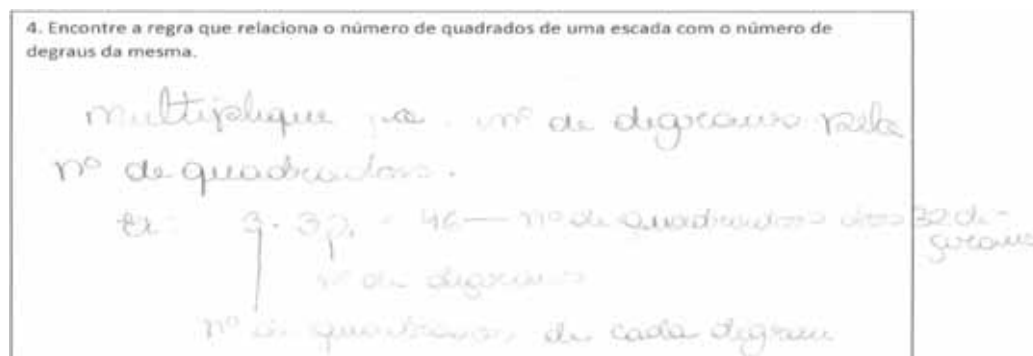 4. Encontre a regra que relaciona o número de quadrados de uma escada com o número de
degraus da mesma.
multiplique o nº de degraus pelo
nº de quadrados.
Ex: 3. 32. = 96 — nº de quadrados dos 32 de-
graus
nº de degraus
nº de quadrados de cada degrau